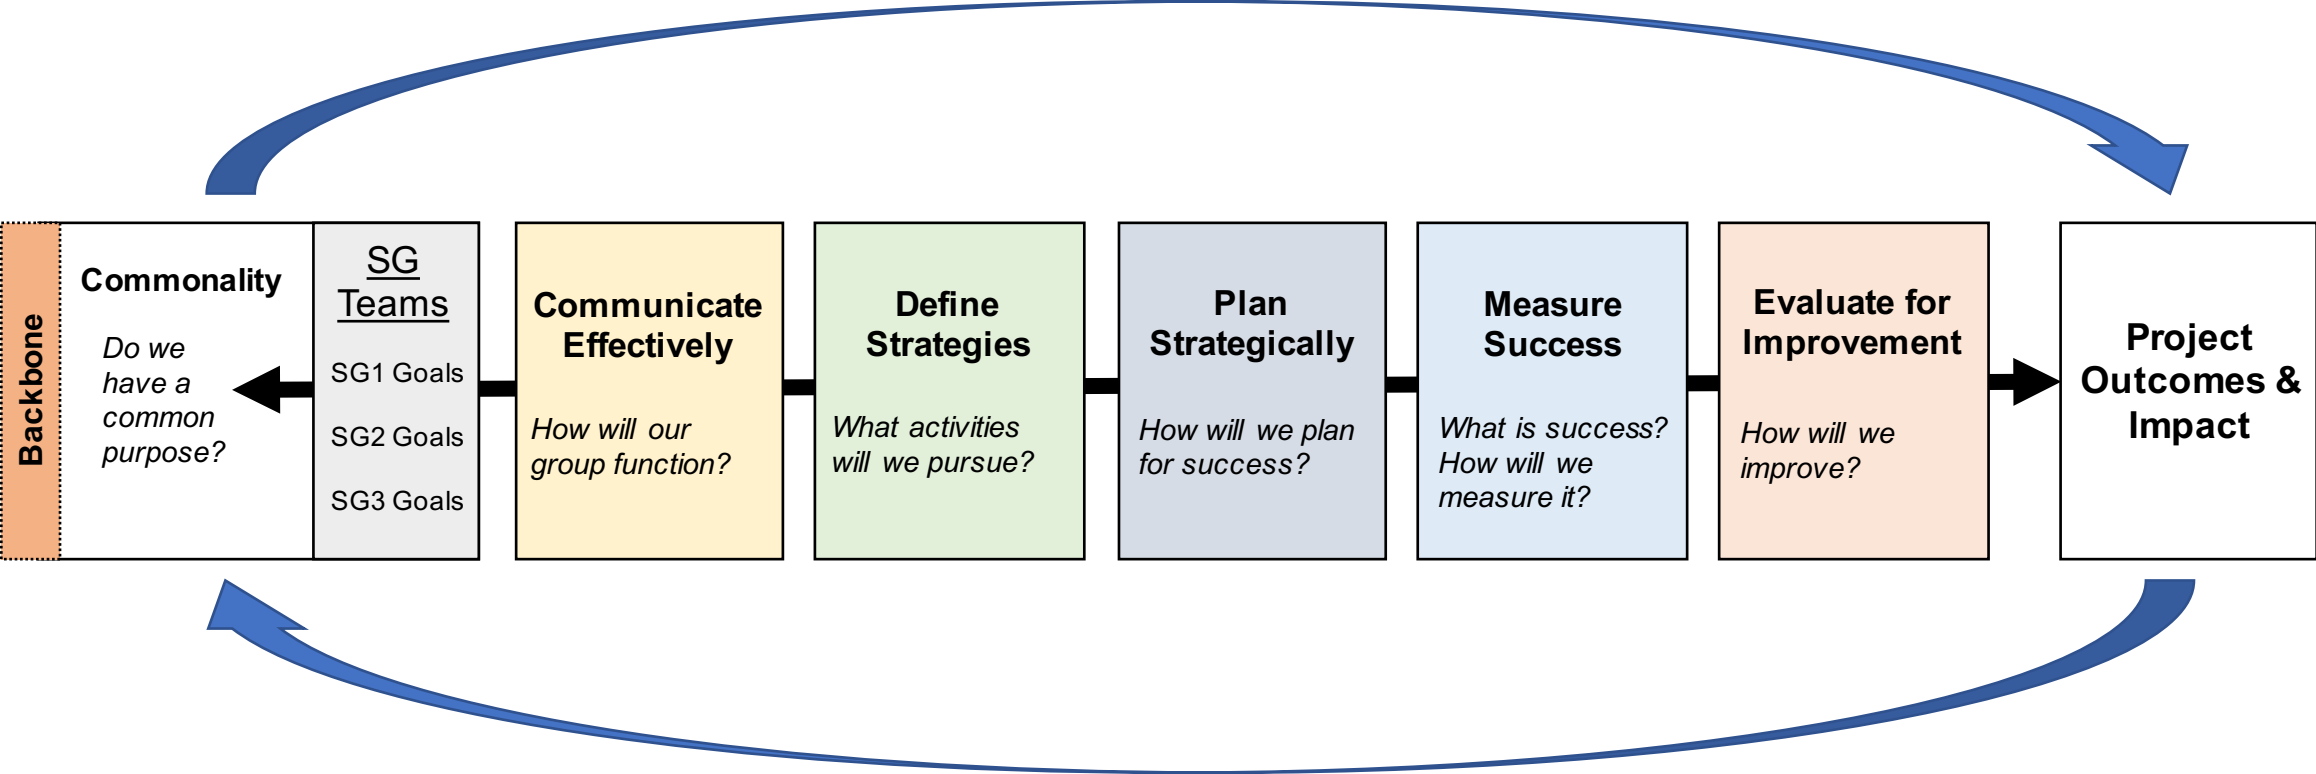 Backbone
Commonality
Do we
have a
common
purpose?
SG
Teams
SG1 Goals
SG2 Goals
SG3 Goals
Communicate
Effectively
How will our
group function?
Define
Strategies
What activities
will we pursue?
Plan
Strategically
How will we plan
for success?
Measure
Success
What is success?
How will we
measure it?
Evaluate for
Improvement
How will we
improve?
Project
Outcomes &
Impact